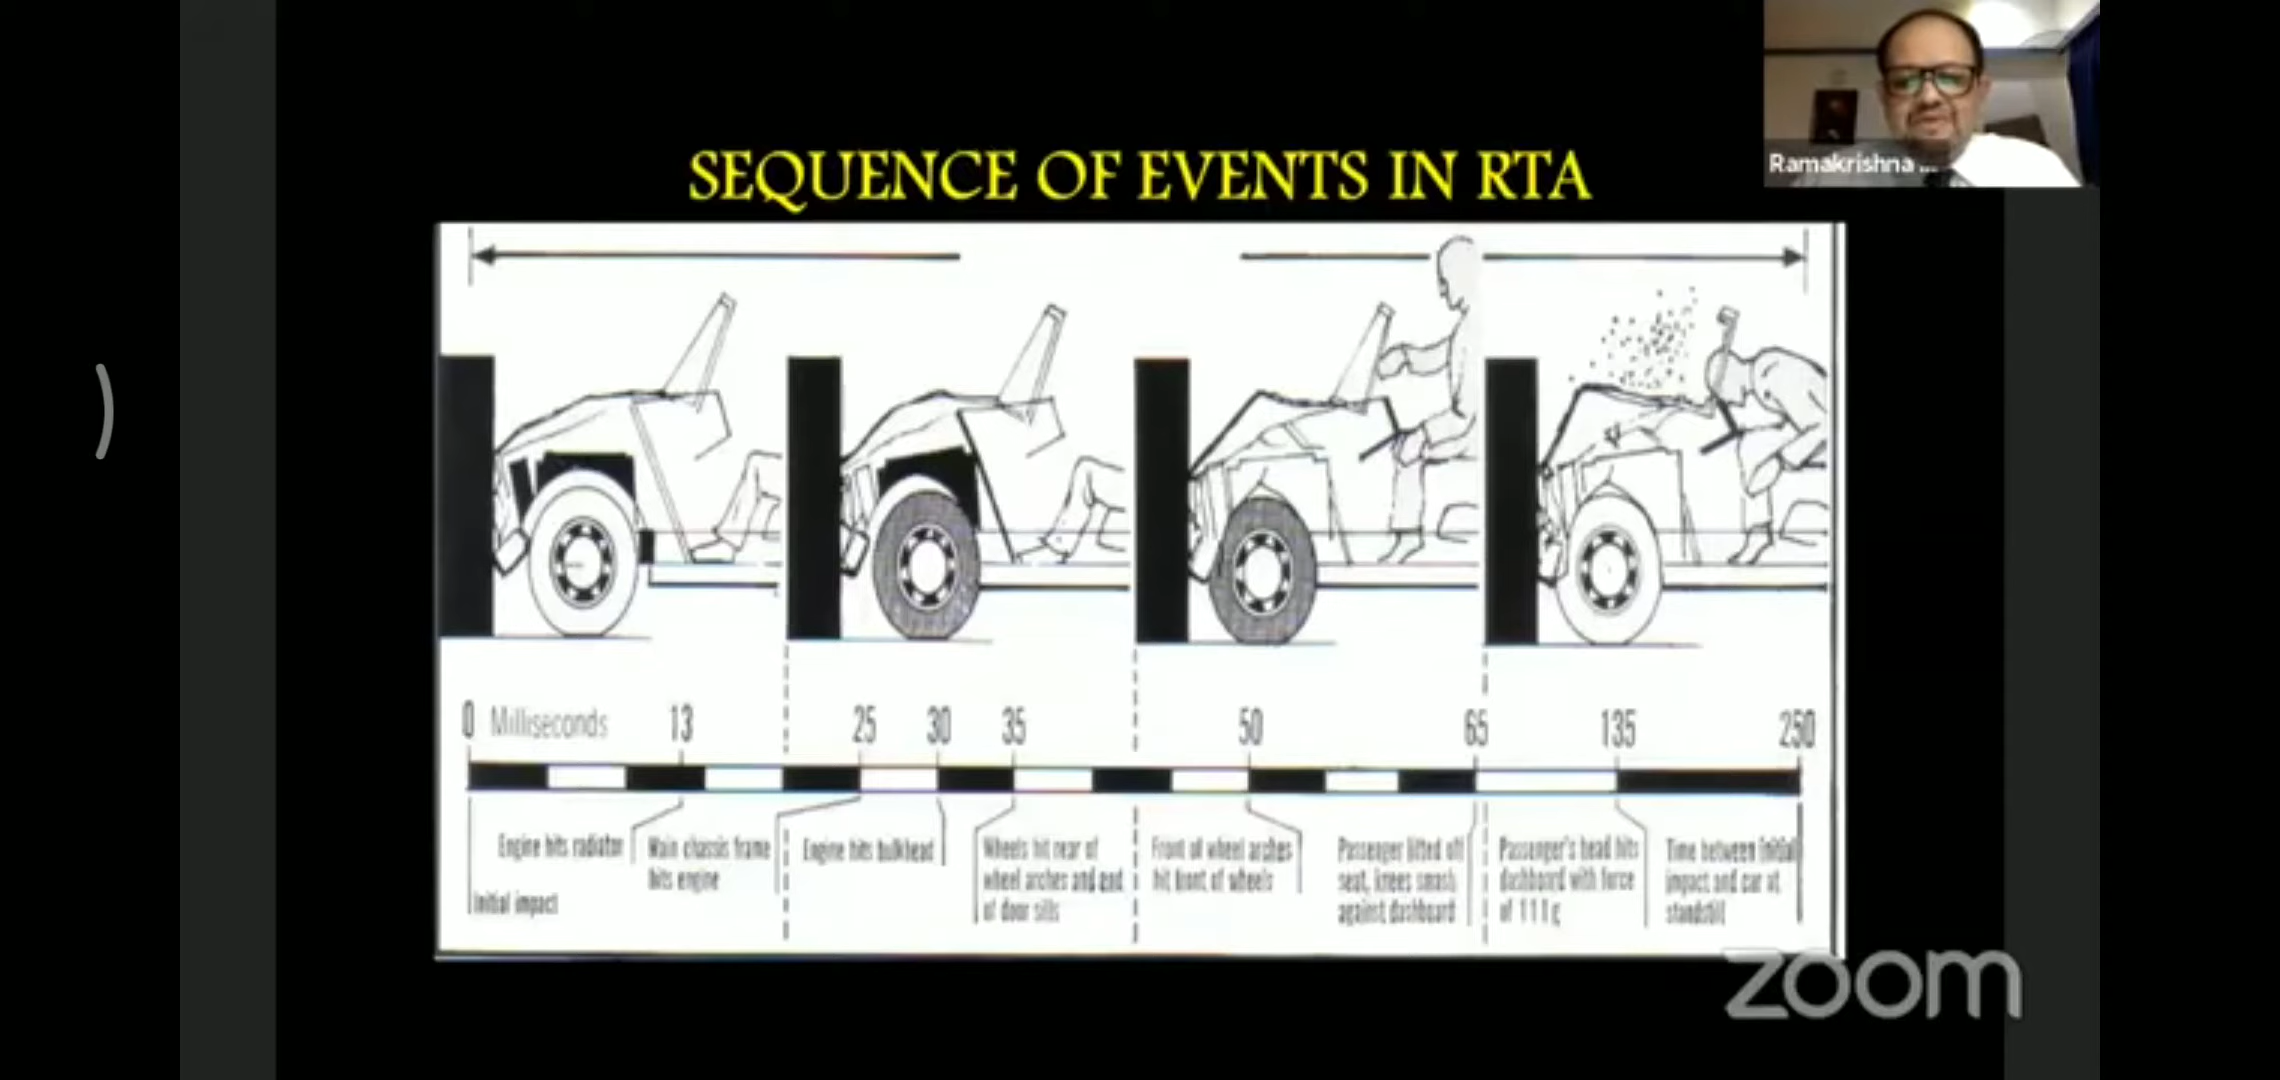 Ramakrishna ...
SEQUENCE OF EVENTS IN RTA
0 Milliseconds 13 25 30 35 50 65 135 250
Engine hits radiator
Initial impact
Main chassis frame
hits engine
Engine hits bulkhead
Wheels hit rear of
wheel arches and end
of door sills
Front of wheel arches
hit front of wheels
Passenger lifted off
seat, knees smash
against dashboard
Passenger's head hits
dashboard with force
of 111g
Time between initial
impact and car at
standstill
zoom